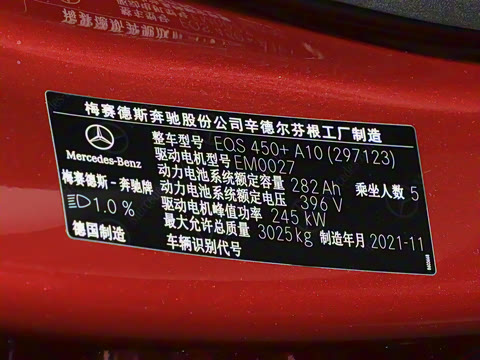 梅赛德斯奔驰股份公司辛德尔芬根工厂制造
Mercedes-Benz
梅赛德斯－奔驰牌
1.0 %
德国制造
整车型号 EQS 450+ A10 (297123)
驱动电机型号 EM0027
动力电池系统额定容量 282 Ah 乘坐人数 5
动力电池系统额定电压 396 V
驱动电机峰值功率 245 kW
最大允许总质量 3025 kg 制造年月 2021-11
车辆识别代号